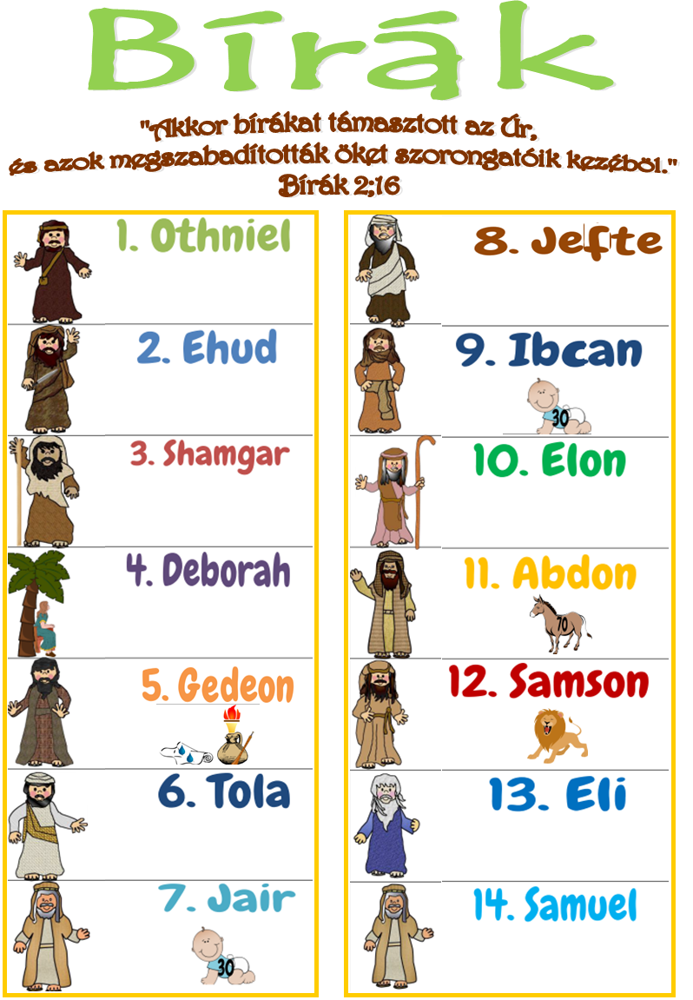 Bírák
"Akkor bírákat támasztott az Úr,
és azok megszabadították őket szorongatóik kezéböl."
Bírák 2;16
1. Othniel
2. Ehud
3. Shamgar
4. Deborah
5. Gedeon
6. Tola
7. Jair
30
8. Jefte
9. Ibcan
30
10. Elon
11. Abdon
70
12. Samson
13. Eli
14. Samuel